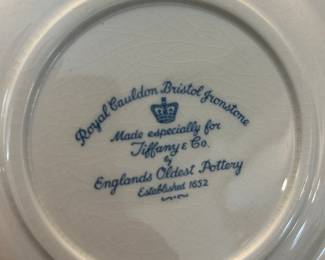 Royal Cauldon Bristol Ironstone
Made especially for
Tiffany & Co.
by
Englands Oldest Pottery
Established 1652